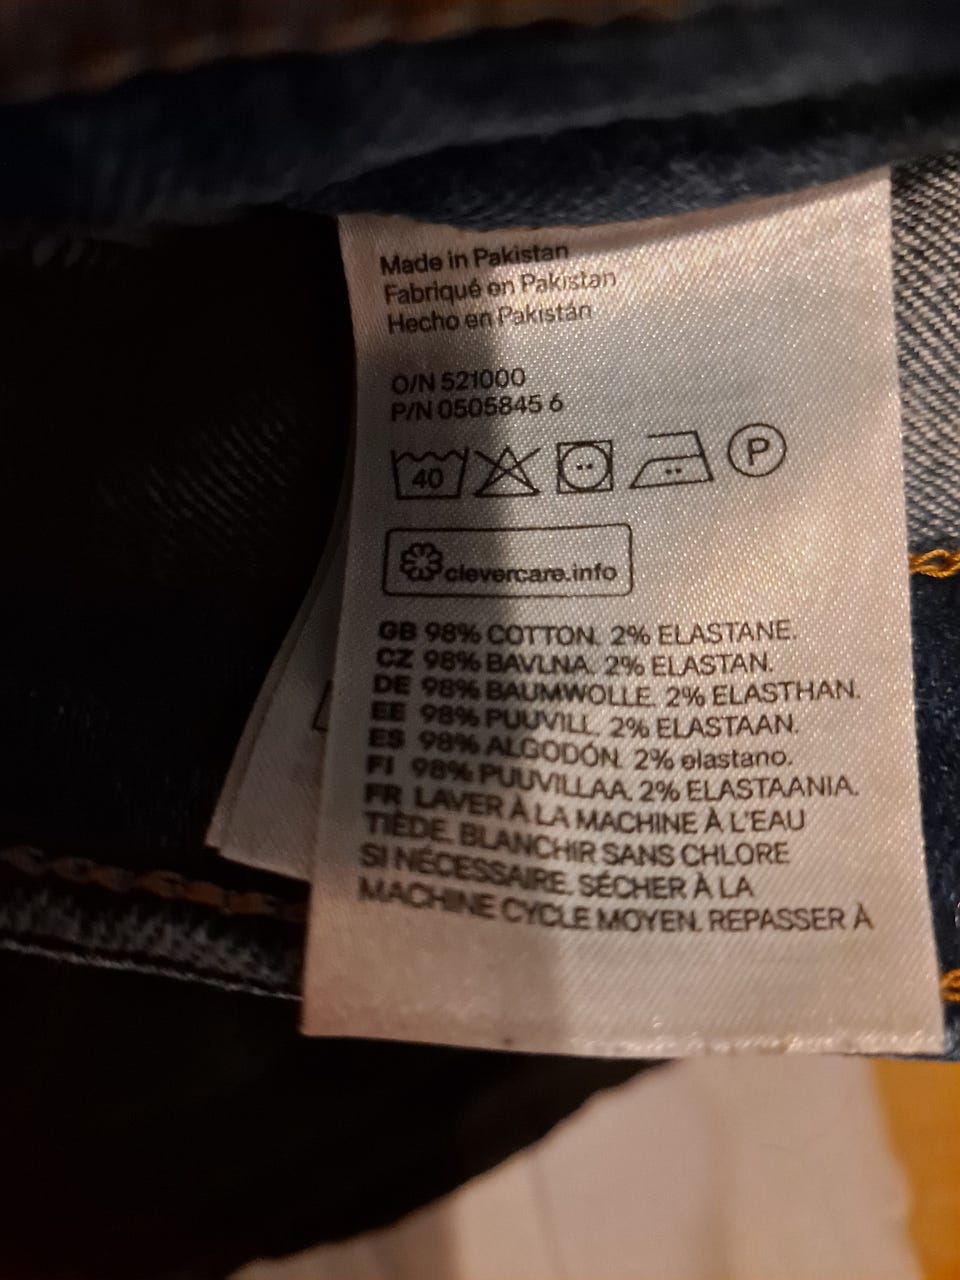 Made in Pakistan
Fabriqué en Pakistan
Hecho en Pakistán
O/N 521000
P/N 0505845 6
40 P
clevercare.info
GB 98% COTTON. 2% ELASTANE.
CZ 98% BAVLNA. 2% ELASTAN.
DE 98% BAUMWOLLE. 2% ELASTHAN.
EE 98% PUUVILL. 2% ELASTAAN.
ES 98% ALGODÓN. 2% elastano.
FI 98% PUUVILLAA. 2% ELASTAANIA.
FR LAVER À LA MACHINE À L'EAU
TIÈDE. BLANCHIR SANS CHLORE
SI NÉCESSAIRE. SÉCHER À LA
MACHINE CYCLE MOYEN. REPASSER À